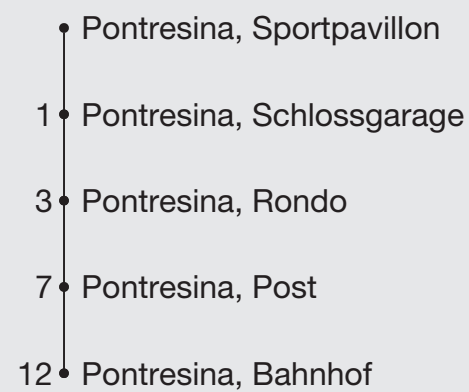 Pontresina, Sportpavillon
1 Pontresina, Schlossgarage
3 Pontresina, Rondo
7 Pontresina, Post
12 Pontresina, Bahnhof